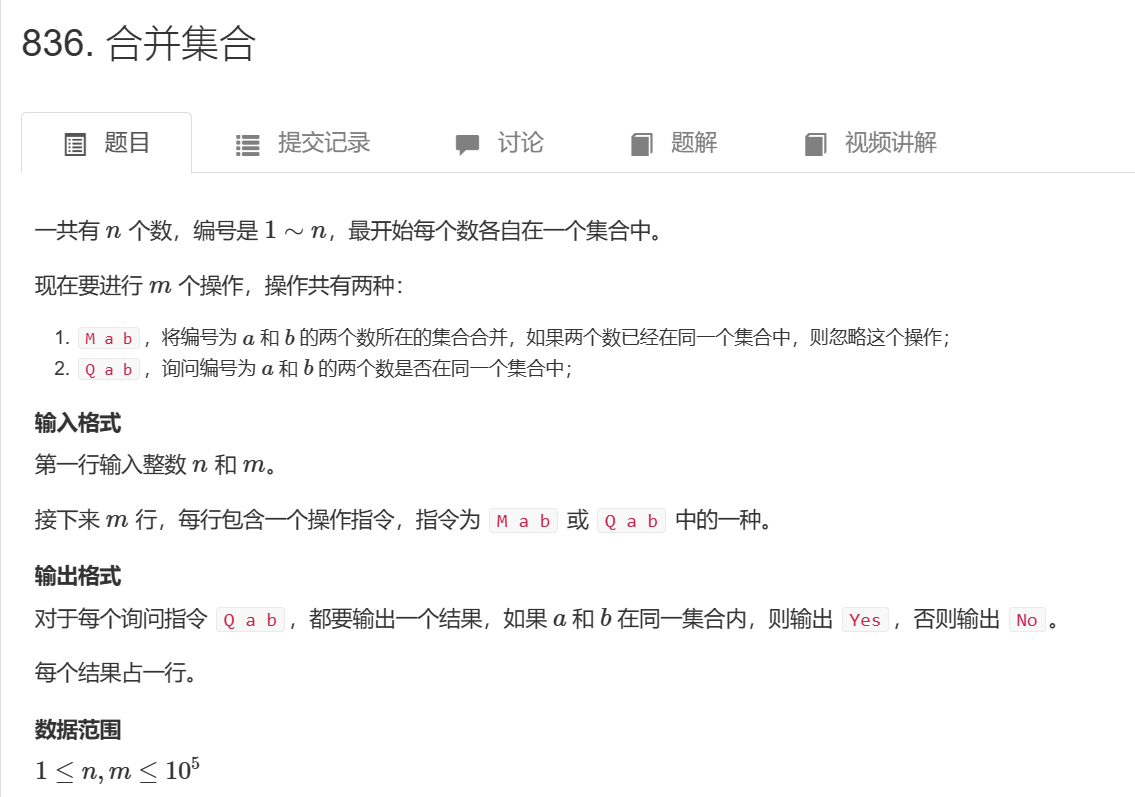 836. 合并集合
题目 提交记录 讨论 题解 视频讲解
一共有 n 个数，编号是 1 ∼ n，最开始每个数各自在一个集合中。
现在要进行 m 个操作，操作共有两种：
1. M a b，将编号为 a 和 b 的两个数所在的集合合并，如果两个数已经在同一个集合中，则忽略这个操作；
2. Q a b，询问编号为 a 和 b 的两个数是否在同一个集合中；
输入格式
第一行输入整数 n 和 m。
接下来 m 行，每行包含一个操作指令，指令为 M a b 或 Q a b 中的一种。
输出格式
对于每个询问指令 Q a b，都要输出一个结果，如果 a 和 b 在同一集合内，则输出 Yes，否则输出 No。
每个结果占一行。
数据范围
1 ≤ n, m ≤ 10⁵